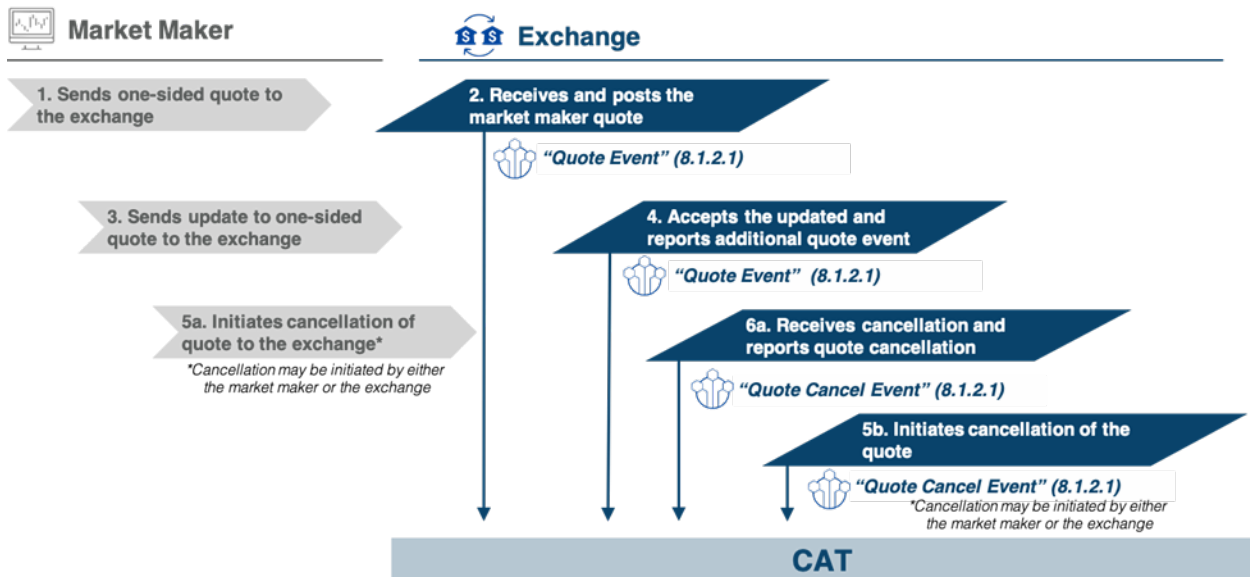 Market Maker
Exchange
1. Sends one-sided quote to
the exchange
2. Receives and posts the
market maker quote
"Quote Event" (8.1.2.1)
3. Sends update to one-sided
quote to the exchange
4. Accepts the updated and
reports additional quote event
"Quote Event" (8.1.2.1)
5a. Initiates cancellation of
quote to the exchange*
*Cancellation may be initiated by either
the market maker or the exchange
6a. Receives cancellation and
reports quote cancellation
"Quote Cancel Event" (8.1.2.1)
5b. Initiates cancellation of the
quote
"Quote Cancel Event" (8.1.2.1)
*Cancellation may be initiated by either
the market maker or the exchange
CAT